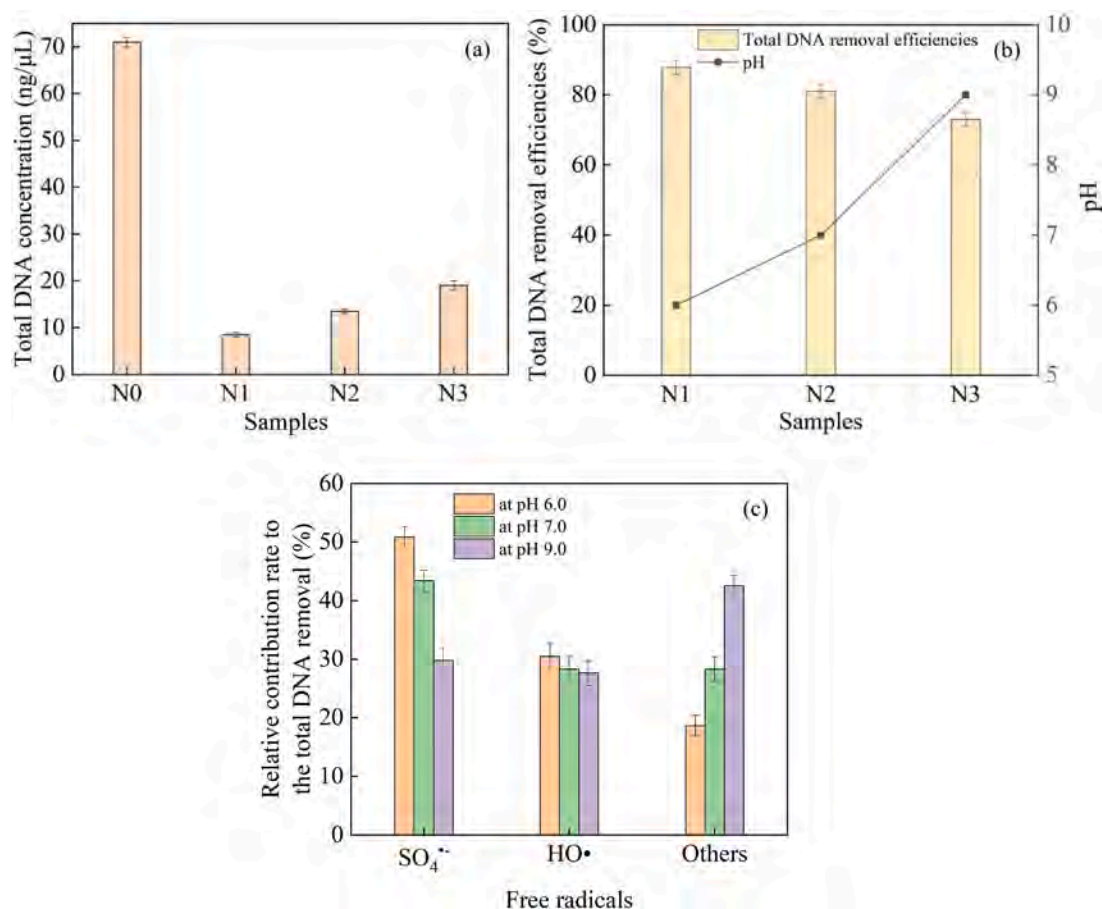 (a)
Total DNA concentration (ng/μL)
70
60
50
40
30
20
10
0
N0 N1 N2 N3
Samples
(b)
Total DNA removal efficiencies
pH
Total DNA removal efficiencies (%)
100
80
60
40
20
0
10
9
8
7
6
5
pH
N1 N2 N3
Samples
(c)
at pH 6.0
at pH 7.0
at pH 9.0
Relative contribution rate to
the total DNA removal (%)
60
50
40
30
20
10
0
SO₄•- HO• Others
Free radicals